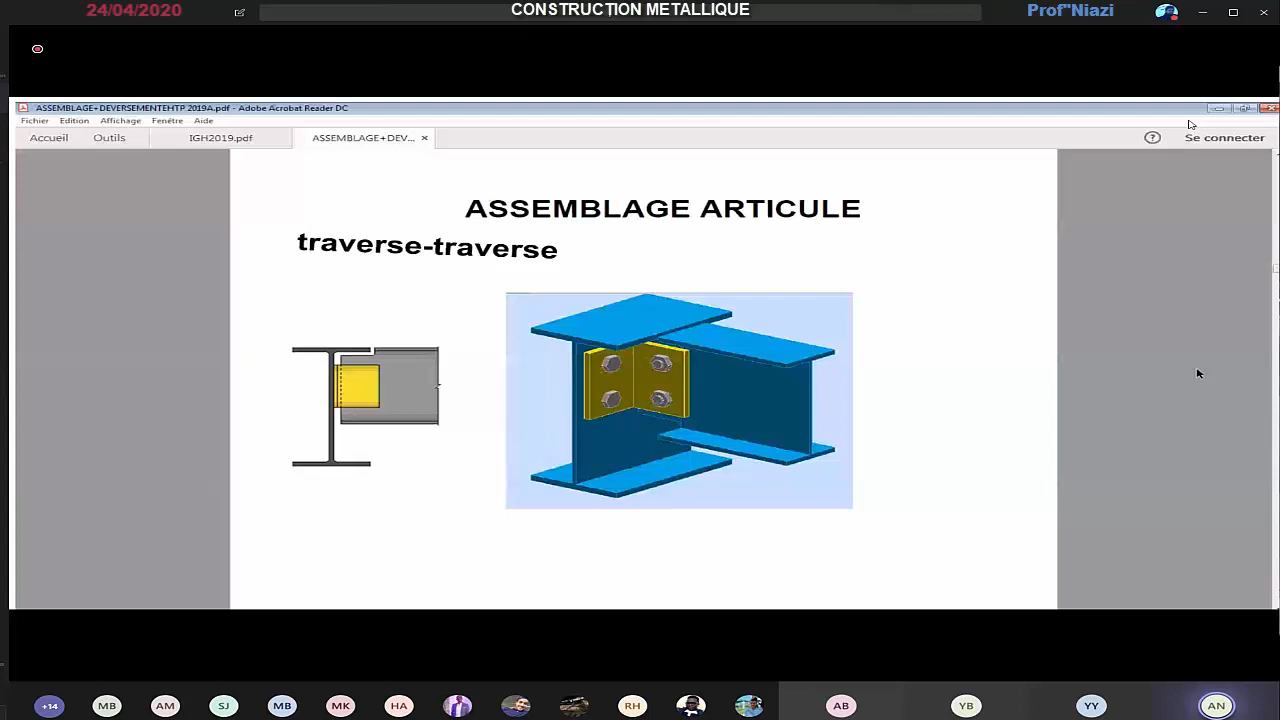 24/04/2020
CONSTRUCTION METALLIQUE
Prof"Niazi
ASSEMBLAGE+DEVERSEMENTEHTP 2019A.pdf - Adobe Acrobat Reader DC
Fichier Edition Affichage Fenêtre Aide
Accueil Outils IGH2019.pdf ASSEMBLAGE+DEV... ×
? Se connecter
ASSEMBLAGE ARTICULE
traverse-traverse
+14 MB AM SJ MB MK HA RH AB YB YY AN